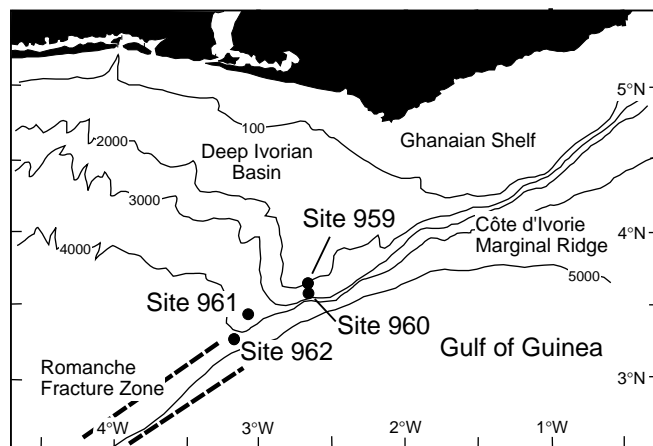 5°N
100
Ghanaian Shelf
2000
Deep Ivorian
Basin
3000
Site 959
Côte d'Ivorie
Marginal Ridge
4°N
4000
5000
Site 961
Site 960
Site 962
Gulf of Guinea
Romanche
Fracture Zone
3°N
4°W
3°W
2°W
1°W